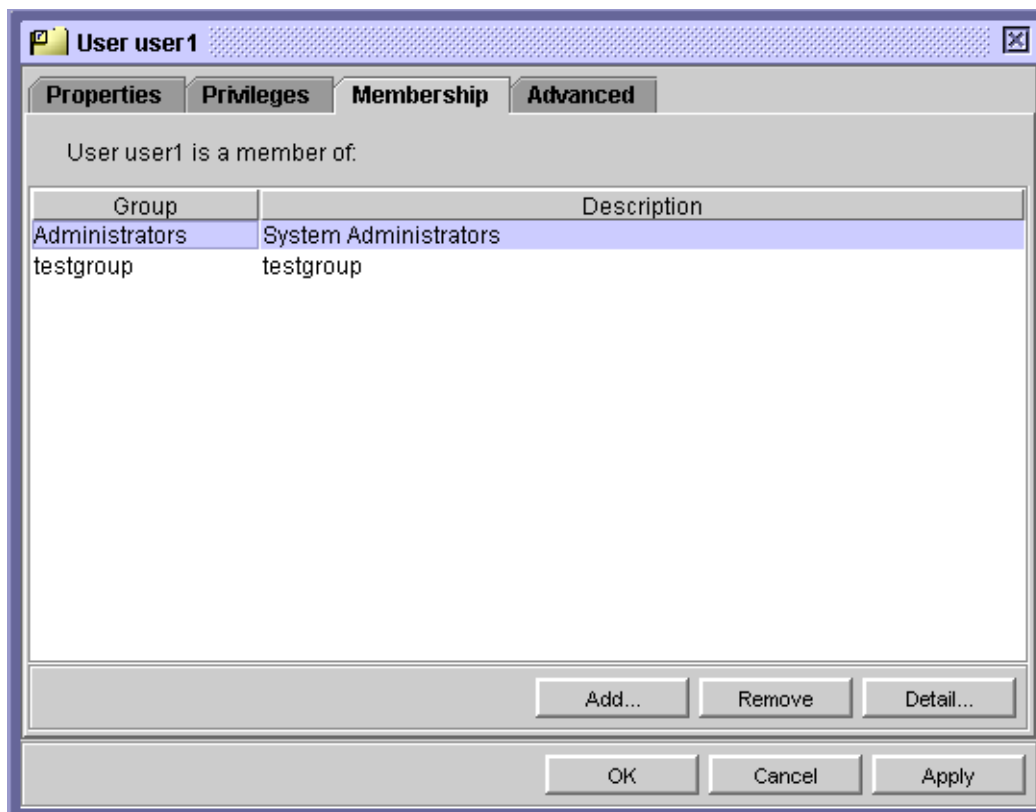 User user1
Properties Privileges Membership Advanced
User user1 is a member of:
Group Description
Administrators System Administrators
testgroup testgroup
Add... Remove Detail...
OK Cancel Apply